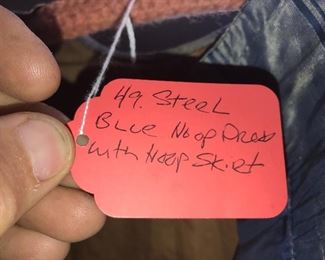 49. Steel
Blue Hoop Dress
with Hoop Skirt